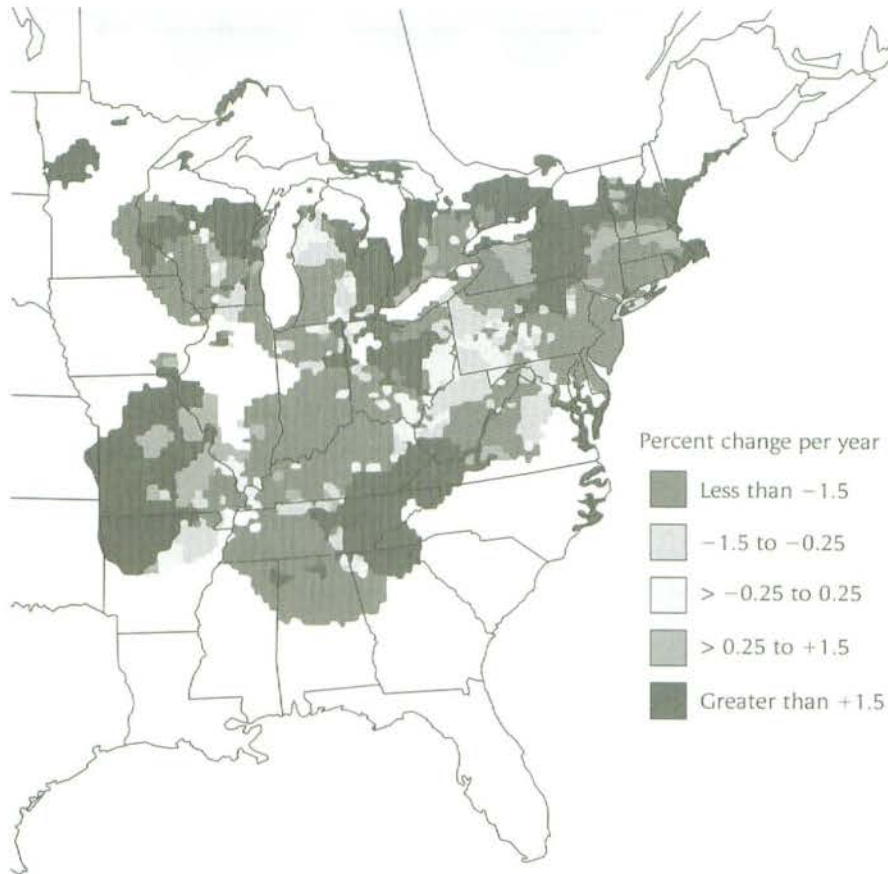 Percent change per year
Less than −1.5
−1.5 to −0.25
> −0.25 to 0.25
> 0.25 to +1.5
Greater than +1.5